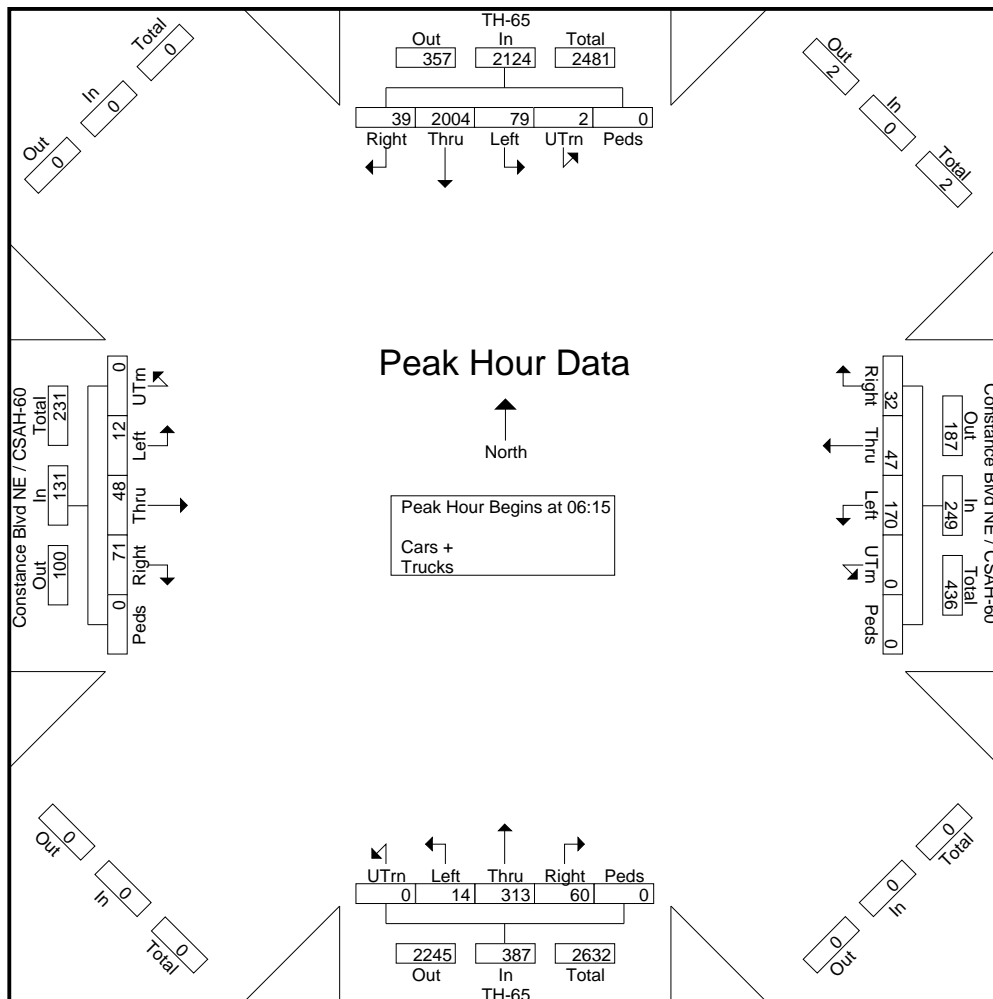 TH-65
Out In Total
357 2124 2481
39 2004 79 2 0
Right Thru Left UTrn Peds
Total
0
In
0
Out
0
Out
2
In
0
Total
2
Peak Hour Data
North
Peak Hour Begins at 06:15
Cars +
Trucks
Constance Blvd NE / CSAH-60
Out In Total
100 131 231
0 71 48 12 0
Peds Right Thru Left UTrn
Constance Blvd NE / CSAH-60
Out In Total
187 249 436
32 47 170 0 0
Right Thru Left UTrn Peds
0
Out
0
In
0
Total
0
Total
0
In
0
Out
UTrn Left Thru Right Peds
0 14 313 60 0
2245 387 2632
Out In Total
TH-65